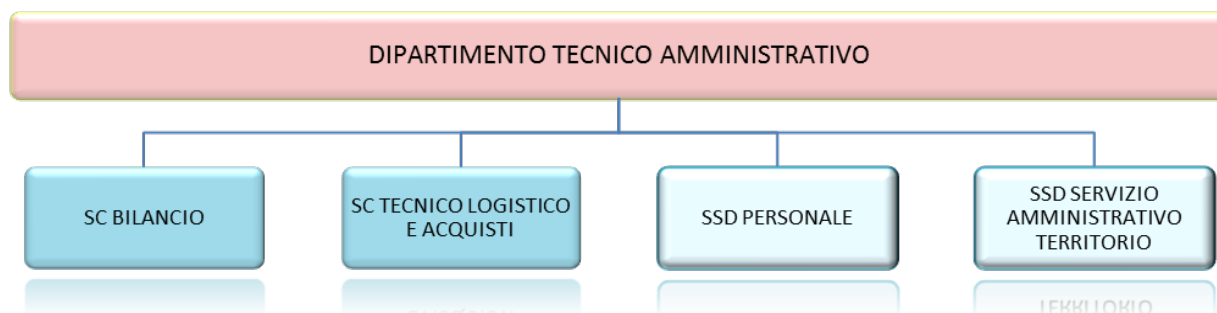 DIPARTIMENTO TECNICO AMMINISTRATIVO
SC BILANCIO
SC TECNICO LOGISTICO
E ACQUISTI
SSD PERSONALE
SSD SERVIZIO
AMMINISTRATIVO
TERRITORIO